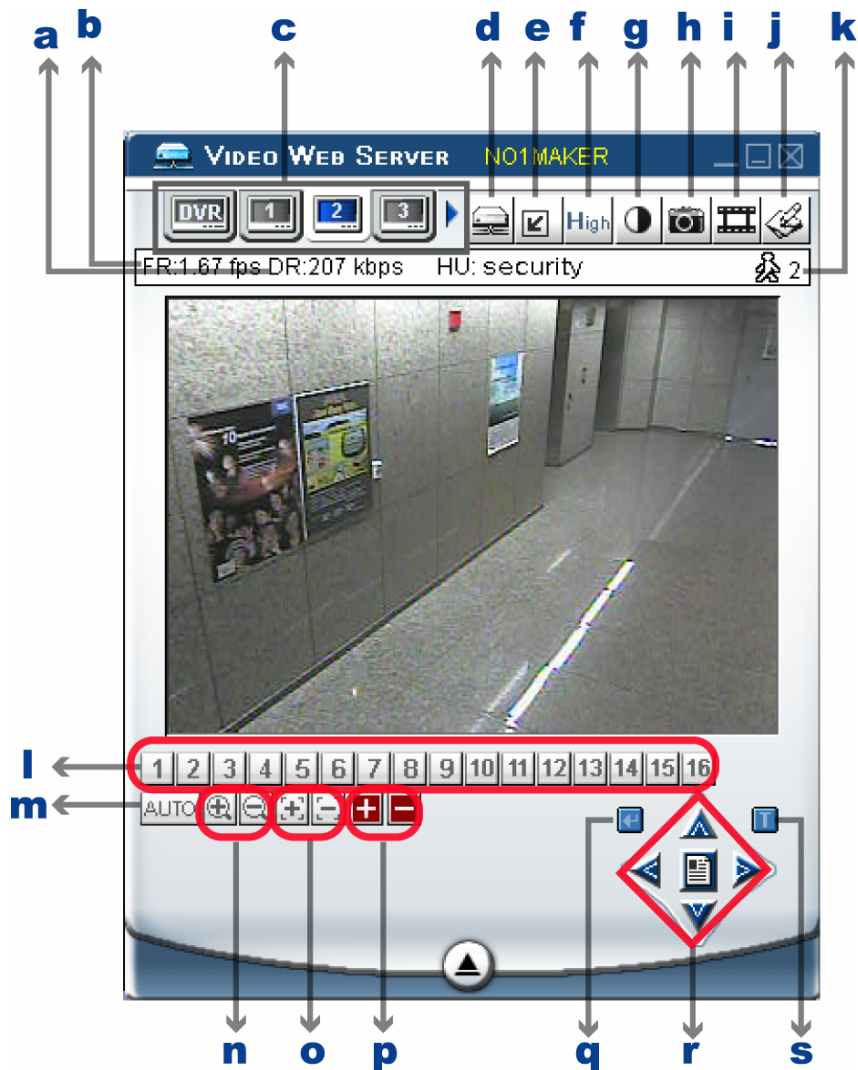 a b c d e f g h i j k
VIDEO WEB SERVER NO1MAKER
DVR 1 2 3 High
FR:1.67 fps DR:207 kbps HU: security 2
10
l 1 2 3 4 5 6 7 8 9 10 11 12 13 14 15 16
m AUTO
T
n o p q r s